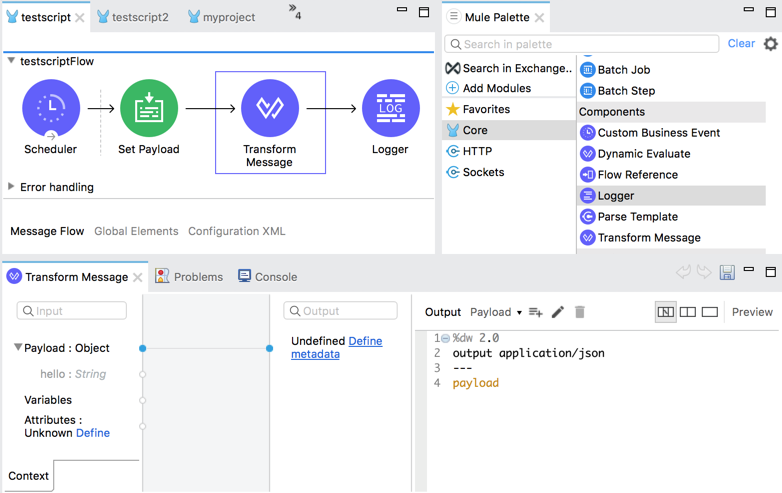 testscript
testscript2
myproject
»4
testscriptFlow
LOG
Scheduler
Set Payload
Transform
Message
Logger
Error handling
Message Flow
Global Elements
Configuration XML
Mule Palette
Search in palette
Clear
Search in Exchange..
Add Modules
Favorites
Core
HTTP
Sockets
Batch Job
Batch Step
Components
Custom Business Event
Dynamic Evaluate
Flow Reference
Logger
Parse Template
Transform Message
Transform Message
Problems
Console
Input
Payload : Object
hello : String
Variables
Attributes :
Unknown Define
Context
Output
Undefined Define
metadata
Output Payload
Preview
1 %dw 2.0
2 output application/json
3 ---
4 payload